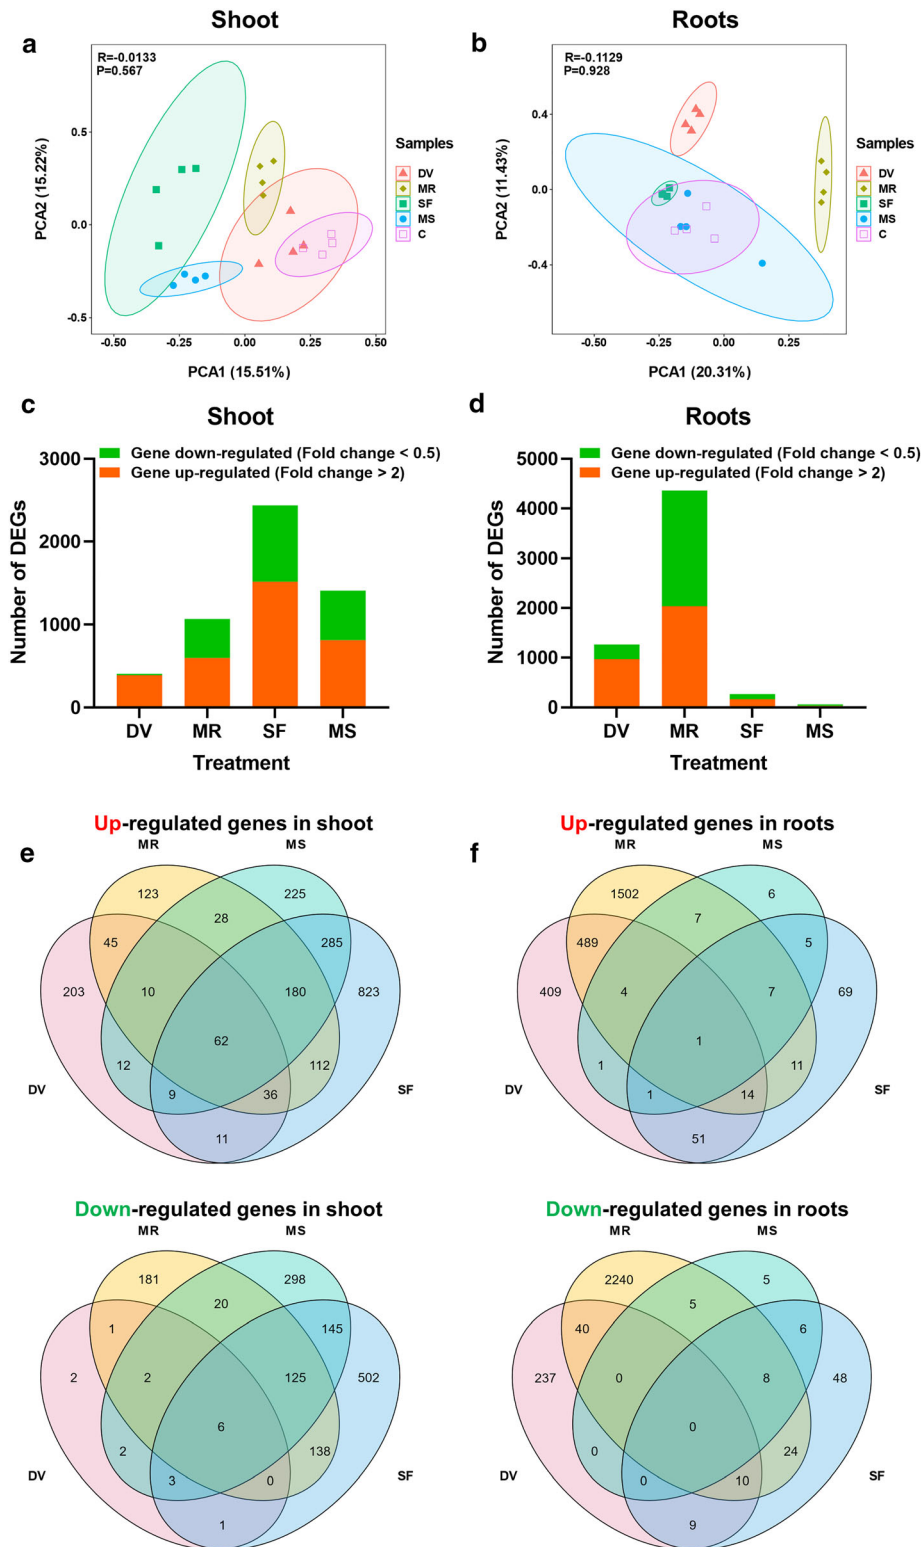 Shoot
Roots
a
R=-0.0133
P=0.567
PCA2 (15.22%)
0.5
0.0
-0.5
-0.50
-0.25
0.00
0.25
0.50
PCA1 (15.51%)
Samples
DV
MR
SF
MS
C
b
R=-0.1129
P=0.928
PCA2 (11.43%)
0.4
0.0
-0.4
-0.50
-0.25
0.00
0.25
PCA1 (20.31%)
Samples
DV
MR
SF
MS
C
c
Shoot
Gene down-regulated (Fold change < 0.5)
Gene up-regulated (Fold change > 2)
Number of DEGs
3000
2000
1000
0
DV MR SF MS
Treatment
d
Roots
Gene down-regulated (Fold change < 0.5)
Gene up-regulated (Fold change > 2)
Number of DEGs
5000
4000
3000
2000
1000
0
DV MR SF MS
Treatment
e
Up-regulated genes in shoot
MR MS
123 225
28
45 285
203 10 180 823
62
12 112
9 36
DV SF
11
f
Up-regulated genes in roots
MR MS
1502 6
7
489 5
409 4 7 69
1
1 11
1 14
DV SF
51
Down-regulated genes in shoot
MR MS
181 298
20
1 145
2 2 125 502
6
2 138
3 0
DV SF
1
Down-regulated genes in roots
MR MS
2240 5
5
40 6
237 0 8 48
0
0 24
0 10
DV SF
9